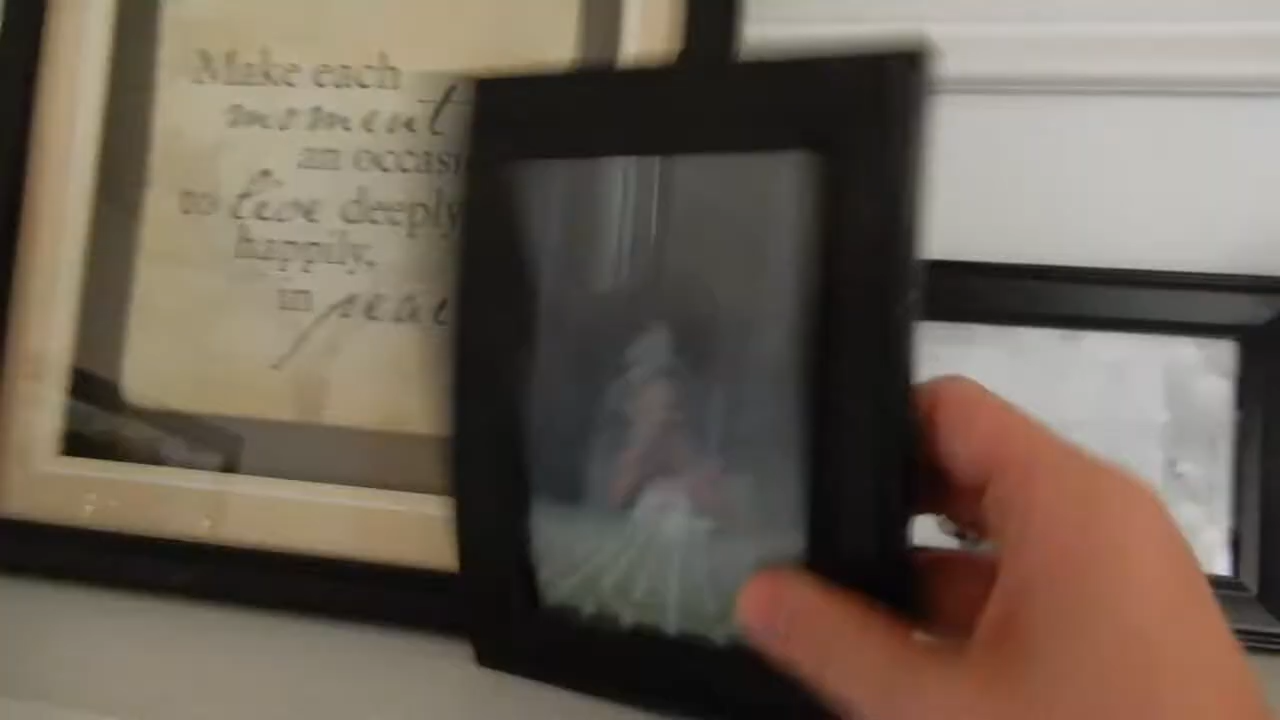 Make each
moment
an occasi
to live deeply
happily,
in peac